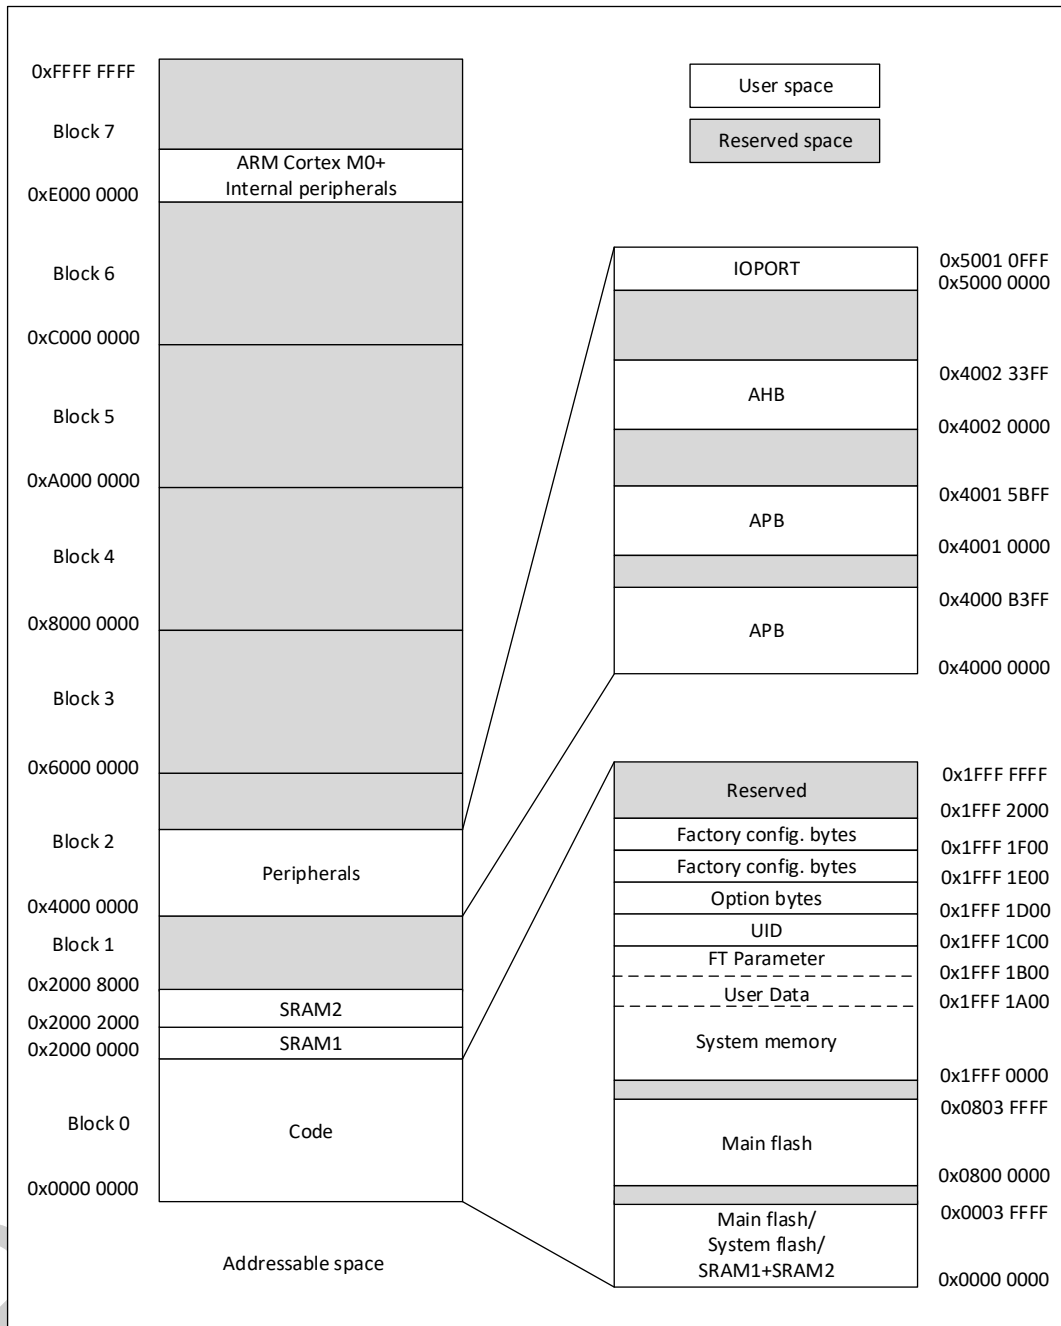 0xFFFF FFFF
Block 7
ARM Cortex M0+
Internal peripherals
0xE000 0000
Block 6
0xC000 0000
Block 5
0xA000 0000
Block 4
0x8000 0000
Block 3
0x6000 0000
Block 2
Peripherals
0x4000 0000
Block 1
0x2000 8000
SRAM2
0x2000 2000
SRAM1
0x2000 0000
Block 0
Code
0x0000 0000
Addressable space
User space
Reserved space
IOPORT
0x5001 0FFF
0x5000 0000
0x4002 33FF
AHB
0x4002 0000
0x4001 5BFF
APB
0x4001 0000
0x4000 B3FF
APB
0x4000 0000
0x1FFF FFFF
Reserved
0x1FFF 2000
Factory config. bytes
0x1FFF 1F00
Factory config. bytes
0x1FFF 1E00
Option bytes
0x1FFF 1D00
UID
0x1FFF 1C00
FT Parameter
0x1FFF 1B00
User Data
0x1FFF 1A00
System memory
0x1FFF 0000
0x0803 FFFF
Main flash
0x0800 0000
0x0003 FFFF
Main flash/
System flash/
SRAM1+SRAM2
0x0000 0000